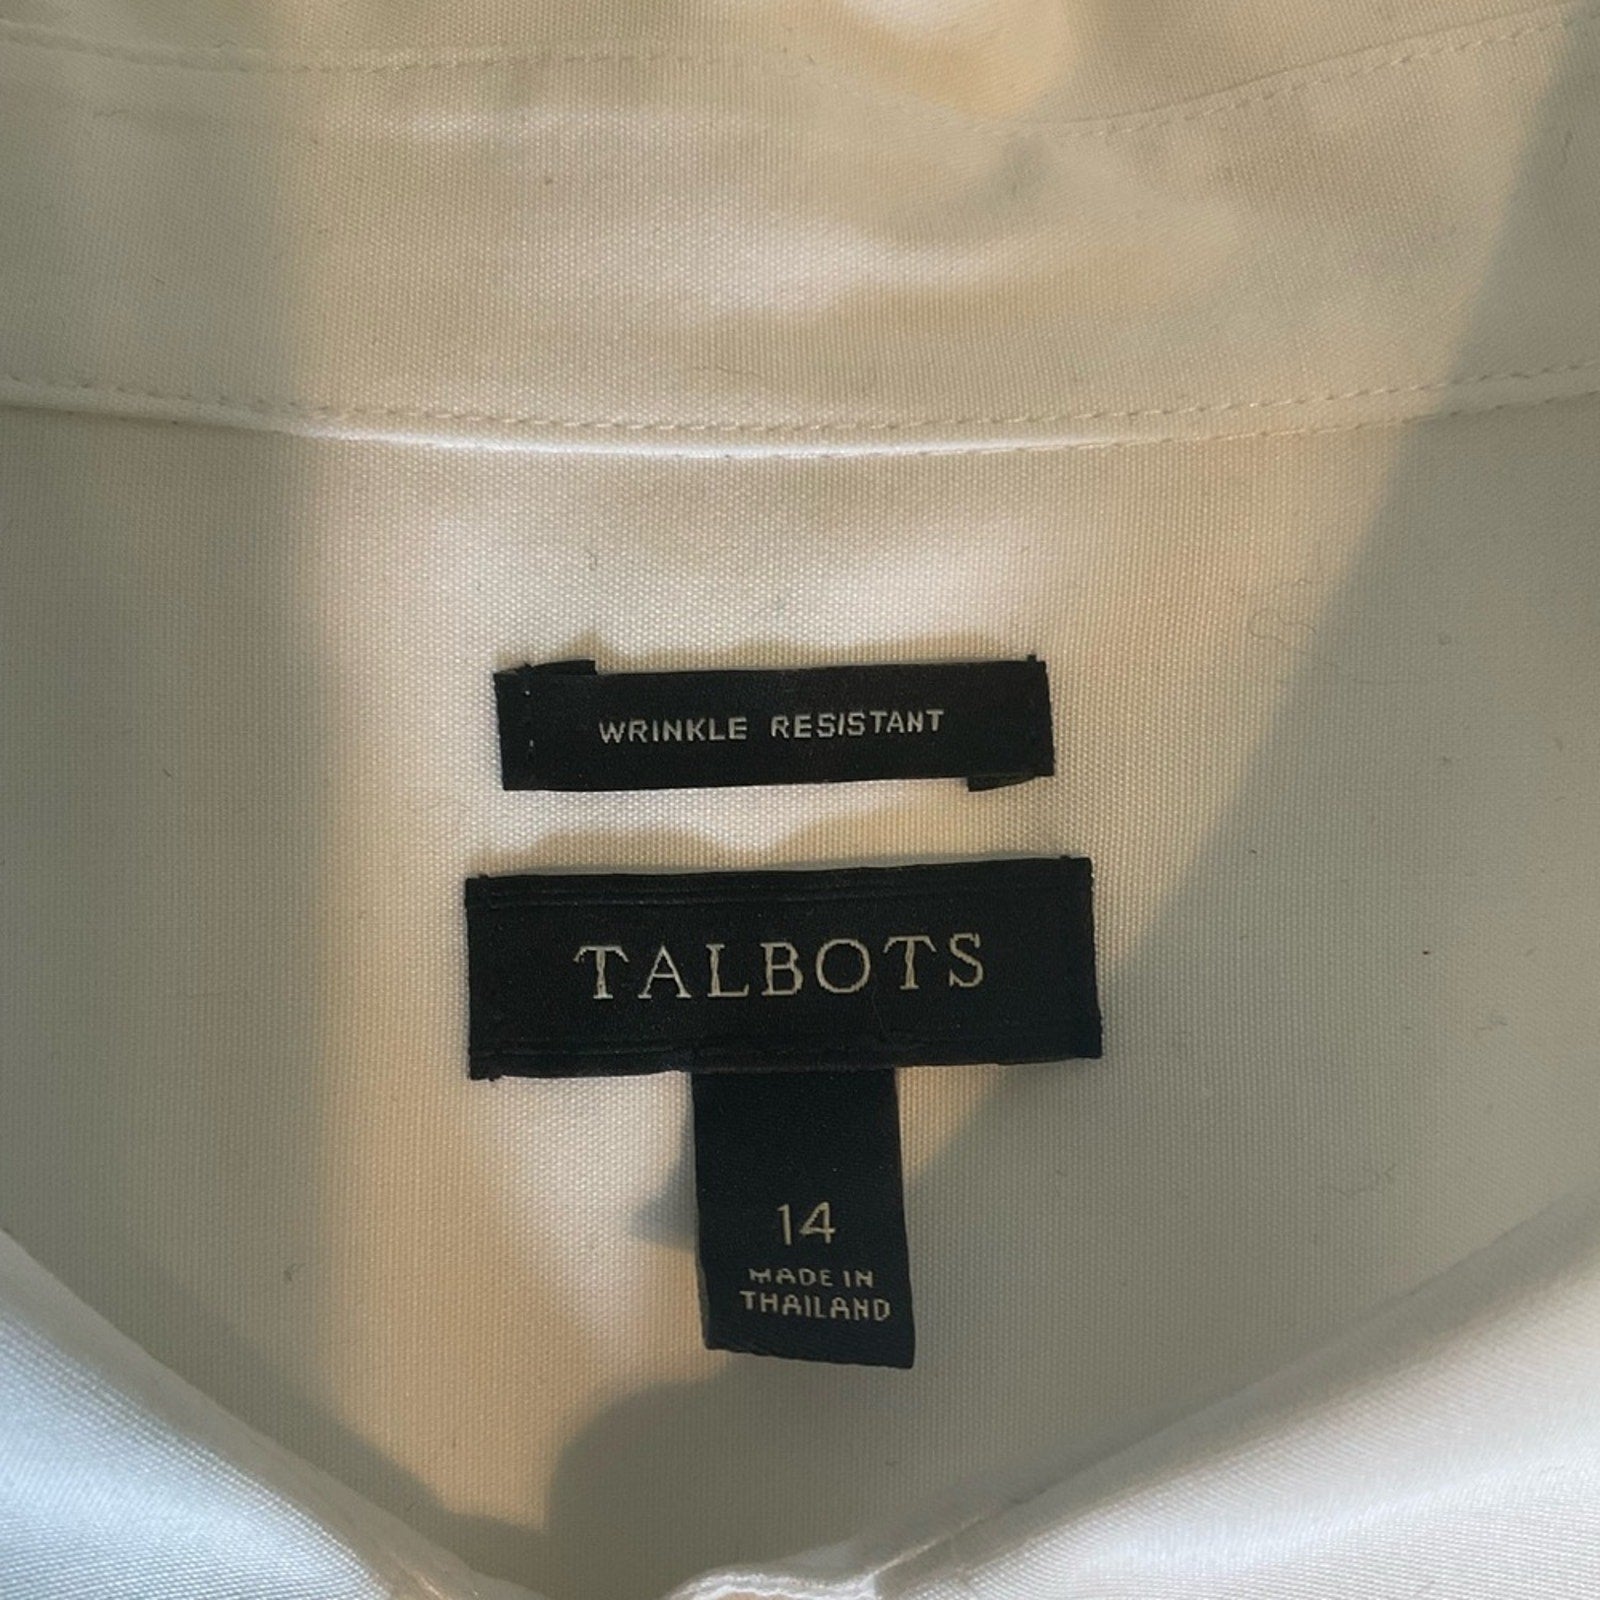 WRINKLE RESISTANT
TALBOTS
14
MADE IN
THAILAND